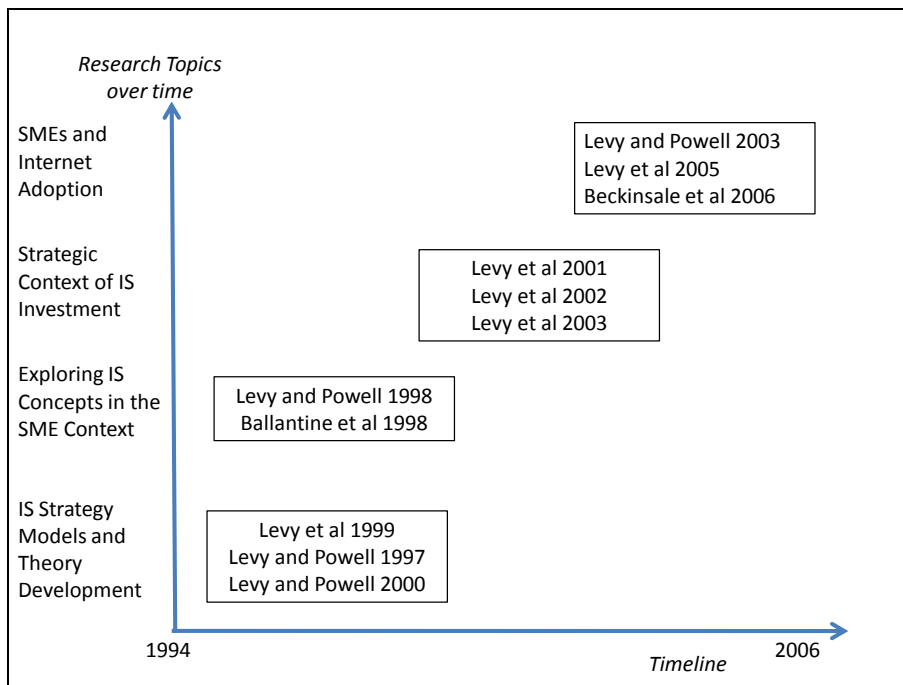 Research Topics
over time
SMEs and
Internet
Adoption
Levy and Powell 2003
Levy et al 2005
Beckinsale et al 2006
Strategic
Context of IS
Investment
Levy et al 2001
Levy et al 2002
Levy et al 2003
Exploring IS
Concepts in the
SME Context
Levy and Powell 1998
Ballantine et al 1998
IS Strategy
Models and
Theory
Development
Levy et al 1999
Levy and Powell 1997
Levy and Powell 2000
1994
Timeline
2006